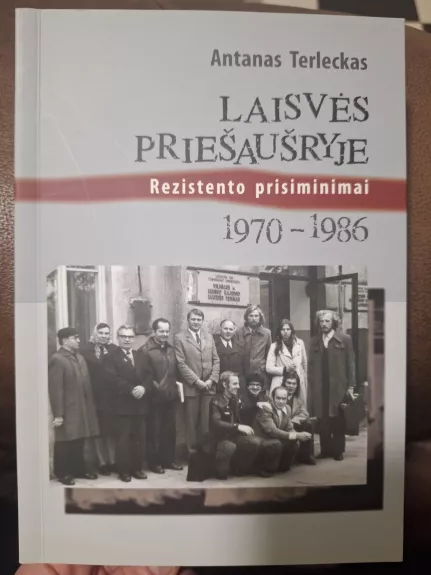 Antanas Terleckas
LAISVĖS
PRIEŠAUŠRYJE
Rezistento prisiminimai
1970 – 1986